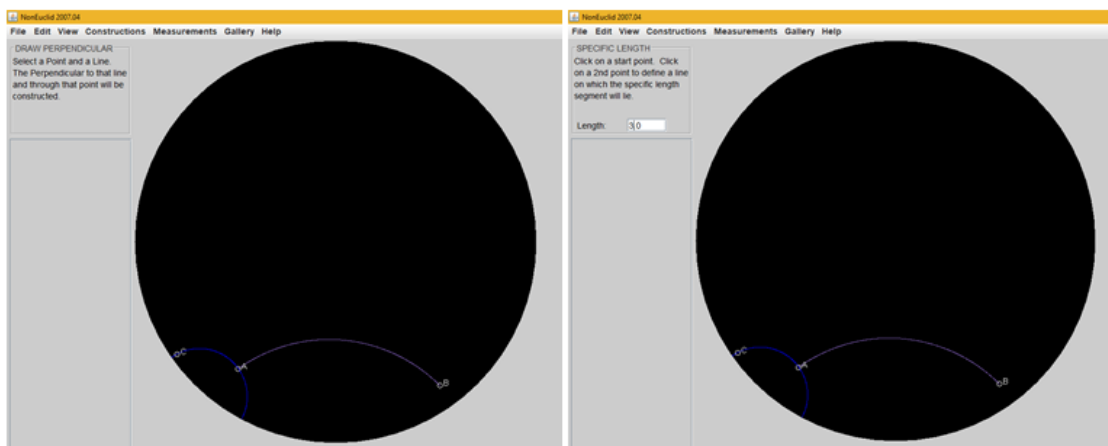 NonEuclid 2007.04
File Edit View Constructions Measurements Gallery Help
DRAW PERPENDICULAR
Select a Point and a Line.
The Perpendicular to that line
and through that point will be
constructed.
C
A
B
NonEuclid 2007.04
File Edit View Constructions Measurements Gallery Help
SPECIFIC LENGTH
Click on a start point. Click
on a 2nd point to define a line
on which the specific length
segment will lie.
Length: 3.0
C
A
B